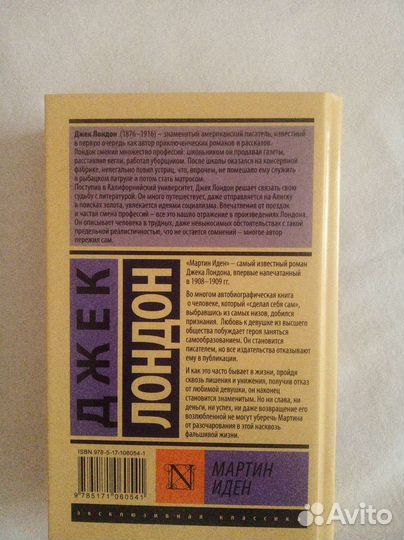 Джек Лондон (1876–1916) – знаменитый американский писатель, известный
в первую очередь как автор приключенческих романов и рассказов.
Лондон сменил множество профессий: школьником он продавал газеты,
расставлял кегли, работал уборщиком. После школы оказался на консервной
фабрике, нелегально ловил устриц, что, впрочем, не помешало ему служить
в рыбацком патруле и потом стать матросом.
Поступив в Калифорнийский университет, Джек Лондон решает связать свою
судьбу с литературой. Он много путешествует, даже отправляется на Аляску
в поисках золота, увлекается идеями социализма. Впечатления от поездок
и частая смена профессий – все это нашло отражение в произведениях Лондона.
Он описывает человека в трудных, даже невыносимых обстоятельствах с такой
предельной реалистичностью, что не остается сомнений – многое автор
пережил сам.
ДЖЕК
ЛОНДОН
«Мартин Иден» – самый известный роман
Джека Лондона, впервые напечатанный
в 1908–1909 гг.
Во многом автобиографическая книга
о человеке, который «сделал себя сам»,
выбравшись из самых низов, добился
признания. Любовь к девушке из высшего
общества побуждает героя заняться
самообразованием. Он становится
писателем, но все издательства отказывают
ему в публикации.
И как это часто бывает в жизни, пройдя
сквозь лишения и унижения, получив отказ
от любимой девушки, он наконец
становится знаменитым. Но ни слава, ни
деньги, ни успех, ни даже возвращение его
возлюбленной не могут уберечь Мартина
от разочарования в этой насквозь
фальшивой жизни.
ISBN 978-5-17-106054-1
9 785171 060541
N
МАРТИН
ИДЕН
эксклюзивная классика
Avito